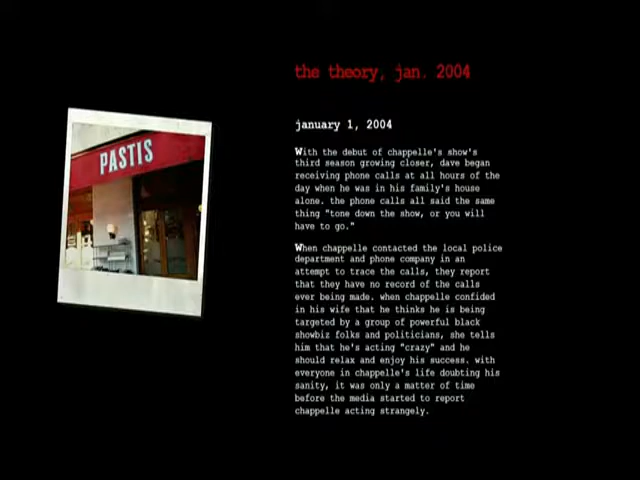 the theory, jan. 2004
PASTIS
january 1, 2004
With the debut of chappelle's show's
third season growing closer, dave began
receiving phone calls at all hours of the
day when he was in his family's house
alone. the phone calls all said the same
thing "tone down the show, or you will
have to go."
When chappelle contacted the local police
department and phone company in an
attempt to trace the calls, they report
that they have no record of the calls
ever being made. when chappelle confided
in his wife that he thinks he is being
targeted by a group of powerful black
showbiz folks and politicians, she tells
him that he's acting "crazy" and he
should relax and enjoy his success. with
everyone in chappelle's life doubting his
sanity, it was only a matter of time
before the media started to report
chappelle acting strangely.